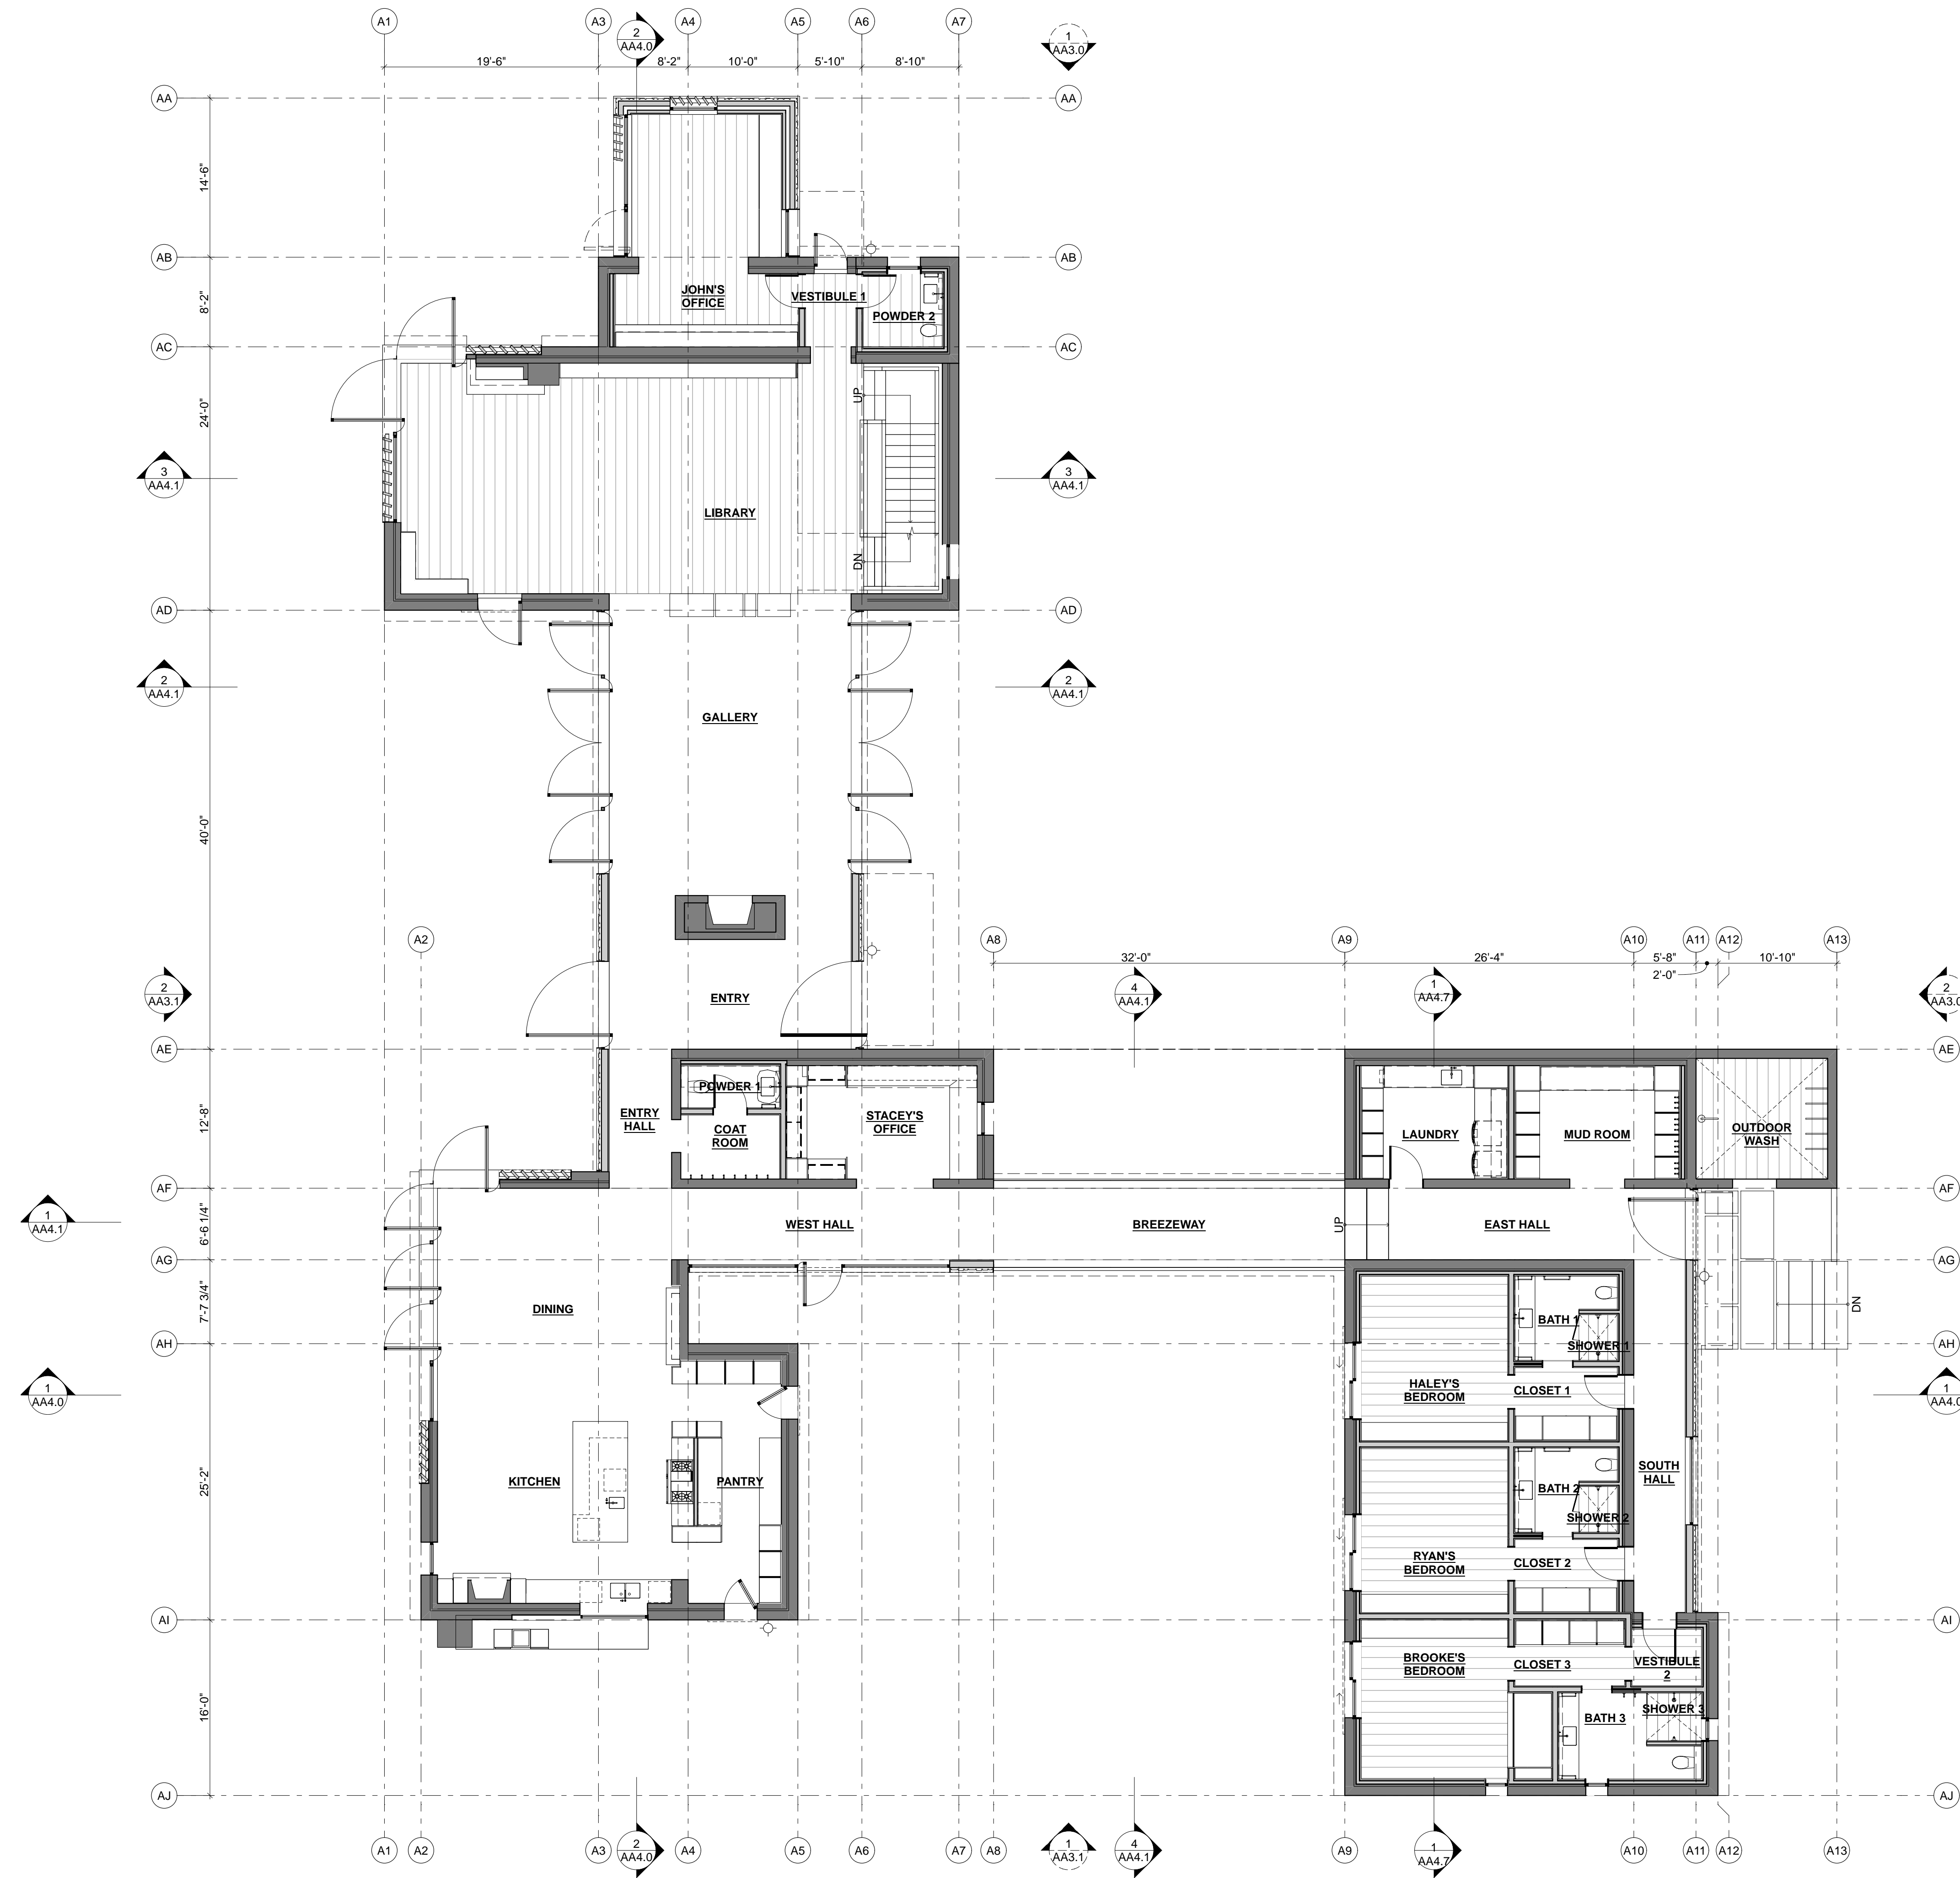 A1
A3
A4
A5
A6
A7
2
AA4.0
1
AA3.0
19'-6"
8'-2"
10'-0"
5'-10"
8'-10"
AA
AA
14'-6"
AB
AB
8'-2"
JOHN'S
OFFICE
VESTIBULE 1
POWDER 2
AC
AC
24'-0"
UP
3
AA4.1
3
AA4.1
LIBRARY
DN
AD
AD
2
AA4.1
2
AA4.1
GALLERY
40'-0"
A2
A8
A9
A10
A11
A12
A13
32'-0"
26'-4"
5'-8"
2'-0"
10'-10"
2
AA3.1
ENTRY
4
AA4.1
1
AA4.7
2
AA3.0
AE
AE
12'-8"
POWDER 1
ENTRY
HALL
COAT
ROOM
STACEY'S
OFFICE
LAUNDRY
MUD ROOM
OUTDOOR
WASH
AF
AF
1
AA4.1
6'-6 1/4"
WEST HALL
BREEZEWAY
UP
EAST HALL
AG
AG
7'-7 3/4"
DINING
BATH 1
DN
AH
AH
SHOWER 1
1
AA4.0
HALEY'S
BEDROOM
CLOSET 1
1
AA4.0
25'-2"
KITCHEN
PANTRY
BATH 2
SOUTH
HALL
SHOWER 2
RYAN'S
BEDROOM
CLOSET 2
AI
AI
16'-0"
BROOKE'S
BEDROOM
CLOSET 3
VESTIBULE
2
BATH 3
SHOWER 3
AJ
AJ
A1
A2
A3
2
AA4.0
A4
A5
A6
A7
A8
1
AA3.1
4
AA4.1
A9
1
AA4.7
A10
A11
A12
A13